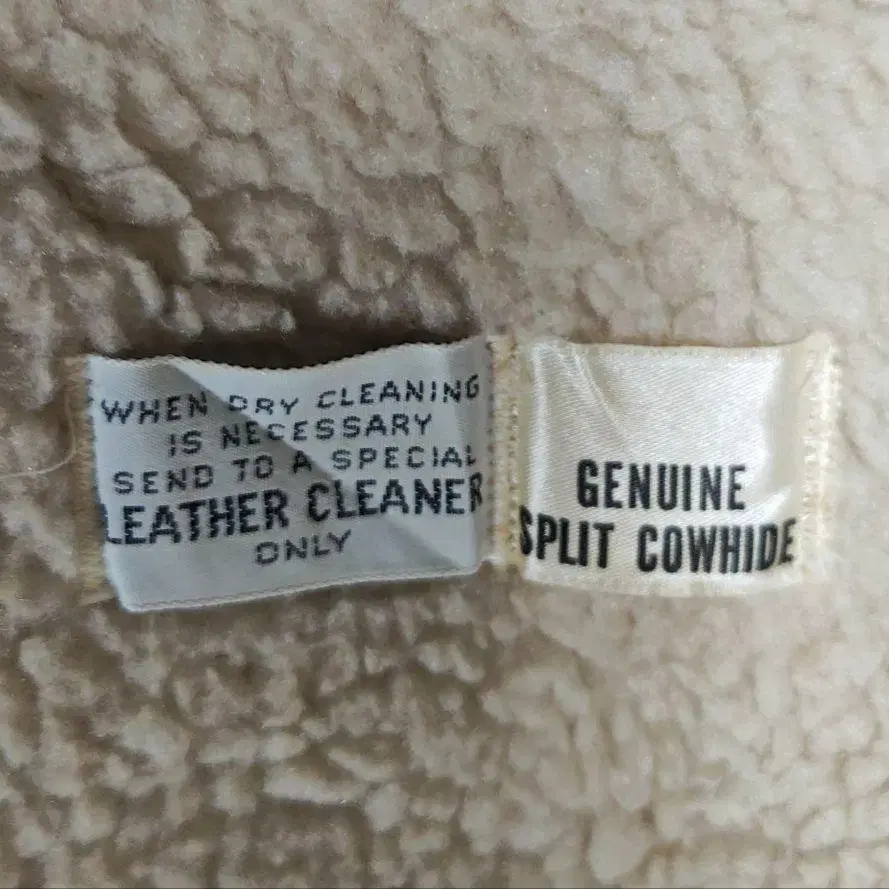 WHEN DRY CLEANING
IS NECESSARY
SEND TO A SPECIAL
LEATHER CLEANER
ONLY
GENUINE
SPLIT COWHIDE